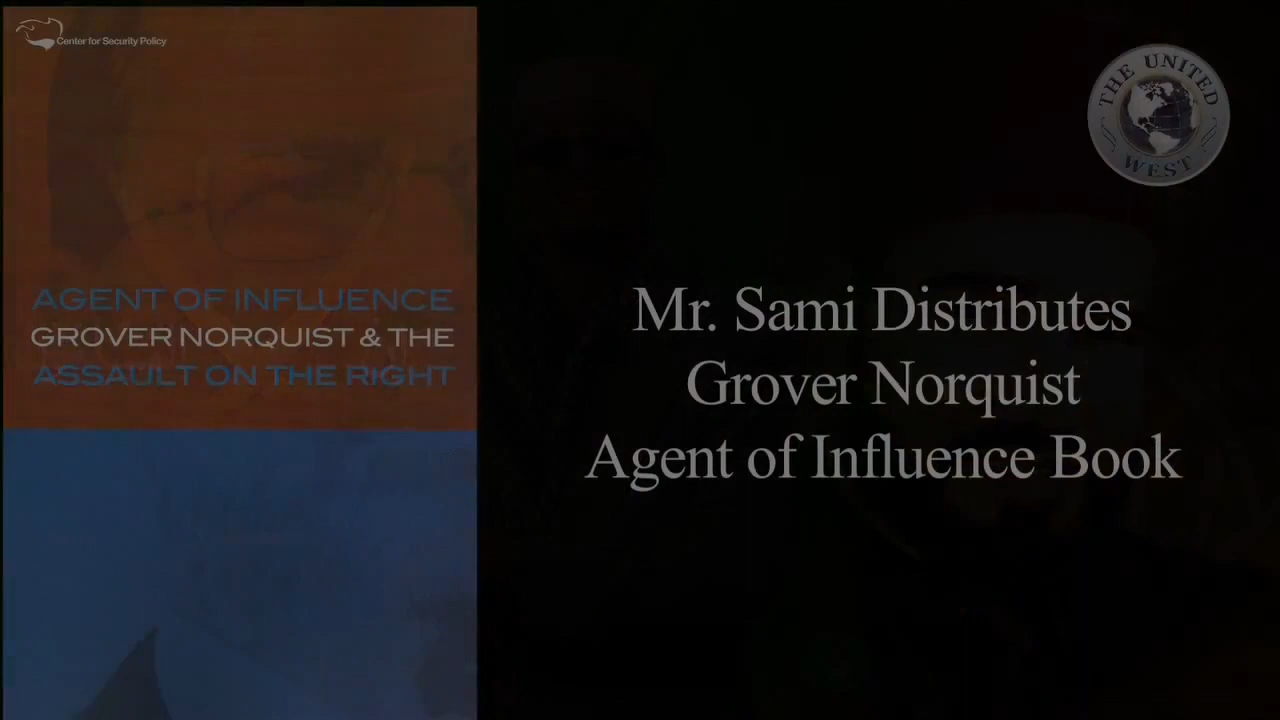 Center for Security Policy
AGENT OF INFLUENCE
GROVER NORQUIST & THE
ASSAULT ON THE RIGHT
THE UNITED
WEST
Mr. Sami Distributes
Grover Norquist
Agent of Influence Book